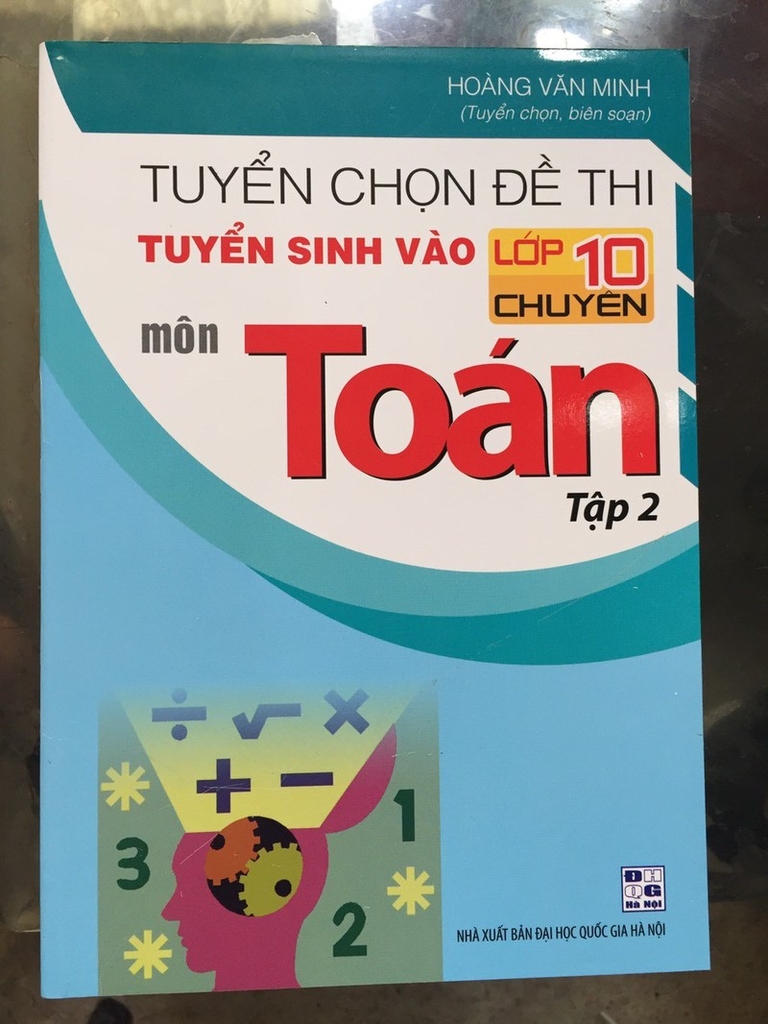 HOÀNG VĂN MINH
(Tuyển chọn, biên soạn)
TUYỂN CHỌN ĐỀ THI
TUYỂN SINH VÀO LỚP 10
CHUYÊN
môn Toán
Tập 2
÷ √ ×
+ −
1
3
2
ĐH
QG
Hà Nội
NHÀ XUẤT BẢN ĐẠI HỌC QUỐC GIA HÀ NỘI